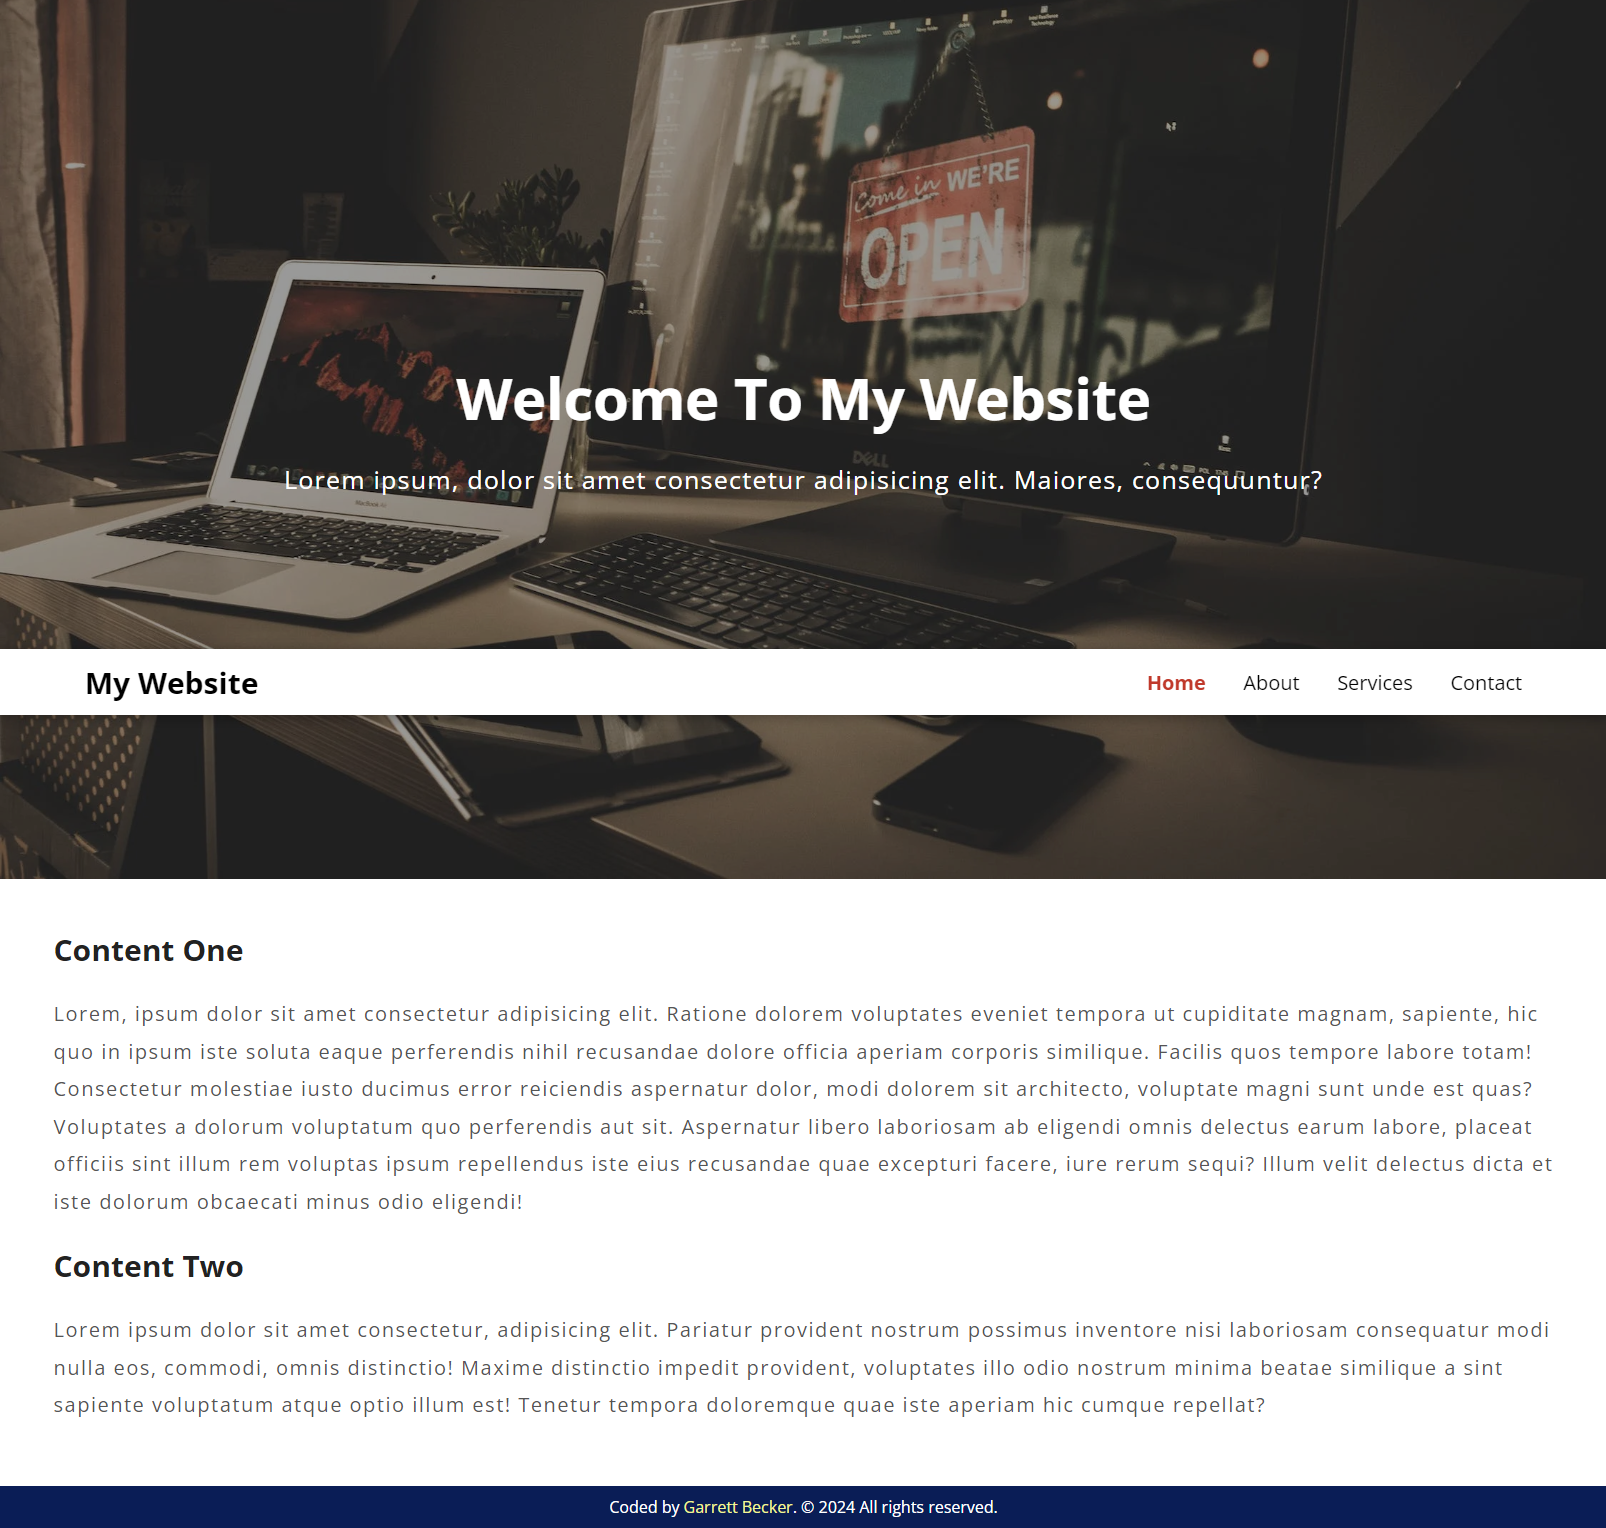 Come in WE'RE
OPEN
Welcome To My Website
DELL
Lorem ipsum, dolor sit amet consectetur adipisicing elit. Maiores, consequuntur?
MacBook Air
My Website
Home
About
Services
Contact
Content One
Lorem, ipsum dolor sit amet consectetur adipisicing elit. Ratione dolorem voluptates eveniet tempora ut cupiditate magnam, sapiente, hic
quo in ipsum iste soluta eaque perferendis nihil recusandae dolore officia aperiam corporis similique. Facilis quos tempore labore totam!
Consectetur molestiae iusto ducimus error reiciendis aspernatur dolor, modi dolorem sit architecto, voluptate magni sunt unde est quas?
Voluptates a dolorum voluptatum quo perferendis aut sit. Aspernatur libero laboriosam ab eligendi omnis delectus earum labore, placeat
officiis sint illum rem voluptas ipsum repellendus iste eius recusandae quae excepturi facere, iure rerum sequi? Illum velit delectus dicta et
iste dolorum obcaecati minus odio eligendi!
Content Two
Lorem ipsum dolor sit amet consectetur, adipisicing elit. Pariatur provident nostrum possimus inventore nisi laboriosam consequatur modi
nulla eos, commodi, omnis distinctio! Maxime distinctio impedit provident, voluptates illo odio nostrum minima beatae similique a sint
sapiente voluptatum atque optio illum est! Tenetur tempora doloremque quae iste aperiam hic cumque repellat?
Coded by Garrett Becker. © 2024 All rights reserved.